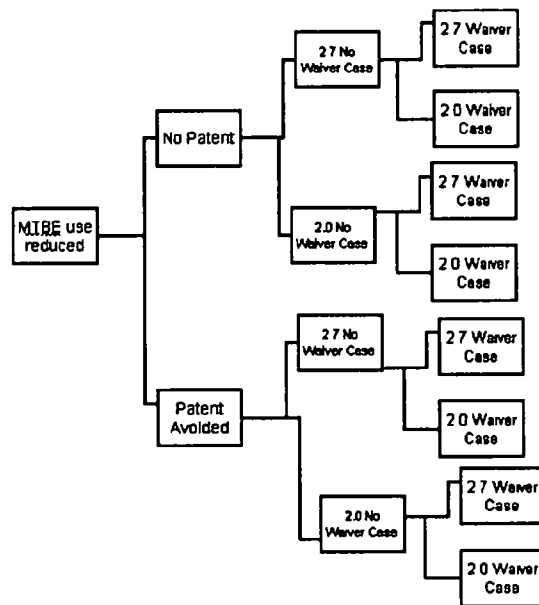 MTBE use
reduced
No Patent
2.7 No
Waiver Case
2.7 Waiver
Case
2.0 Waiver
Case
2.0 No
Waiver Case
2.7 Waiver
Case
2.0 Waiver
Case
Patent
Avoided
2.7 No
Waiver Case
2.7 Waiver
Case
2.0 Waiver
Case
2.0 No
Waiver Case
2.7 Waiver
Case
2.0 Waiver
Case